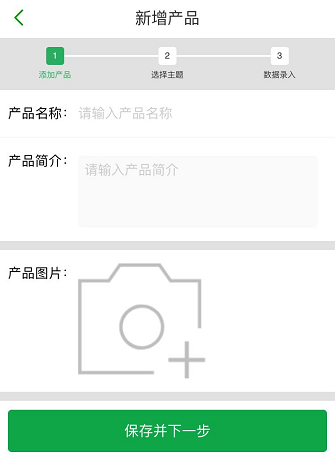 新增产品
1 2 3
添加产品 选择主题 数据录入
产品名称： 请输入产品名称
产品简介： 请输入产品简介
产品图片：
保存并下一步